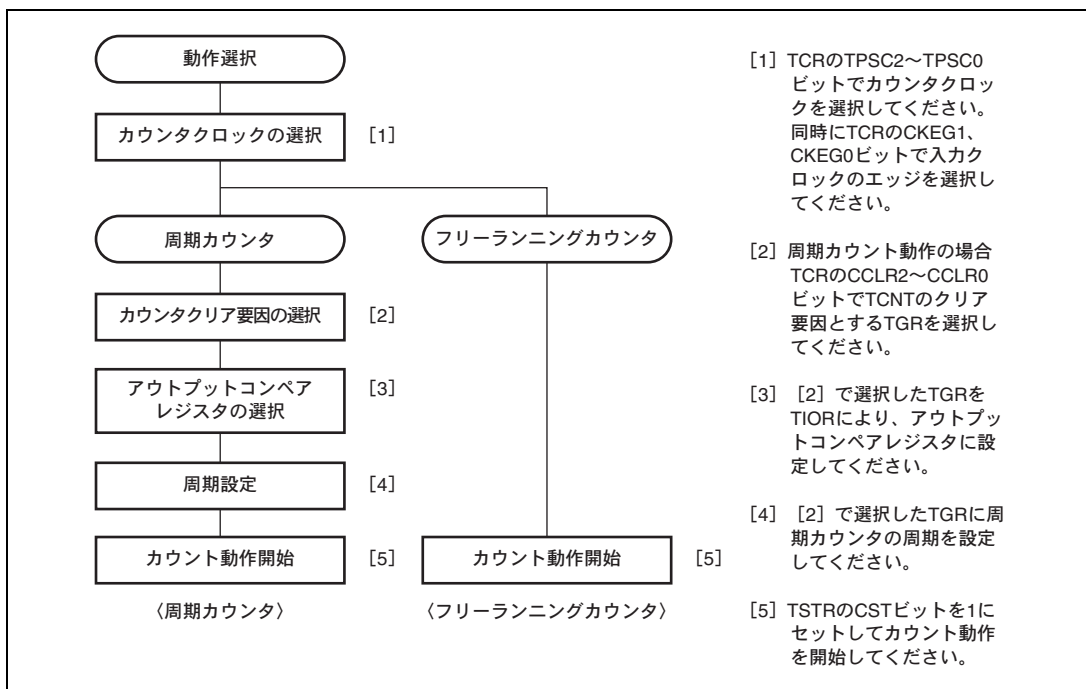 動作選択
カウンタクロックの選択 [1]
周期カウンタ
フリーランニングカウンタ
カウンタクリア要因の選択 [2]
アウトプットコンペア
レジスタの選択
[3]
周期設定 [4]
カウント動作開始 [5]
カウント動作開始 [5]
〈周期カウンタ〉
〈フリーランニングカウンタ〉
[1] TCRのTPSC2～TPSC0
ビットでカウンタクロッ
クを選択してください。
同時にTCRのCKEG1、
CKEG0ビットで入力ク
ロックのエッジを選択し
てください。
[2] 周期カウント動作の場合
TCRのCCLR2～CCLR0
ビットでTCNTのクリア
要因とするTGRを選択し
てください。
[3] [2]で選択したTGRを
TIORにより、アウトプッ
トコンペアレジスタに設
定してください。
[4] [2]で選択したTGRに周
期カウンタの周期を設定
してください。
[5] TSTRのCSTビットを1に
セットしてカウント動作
を開始してください。